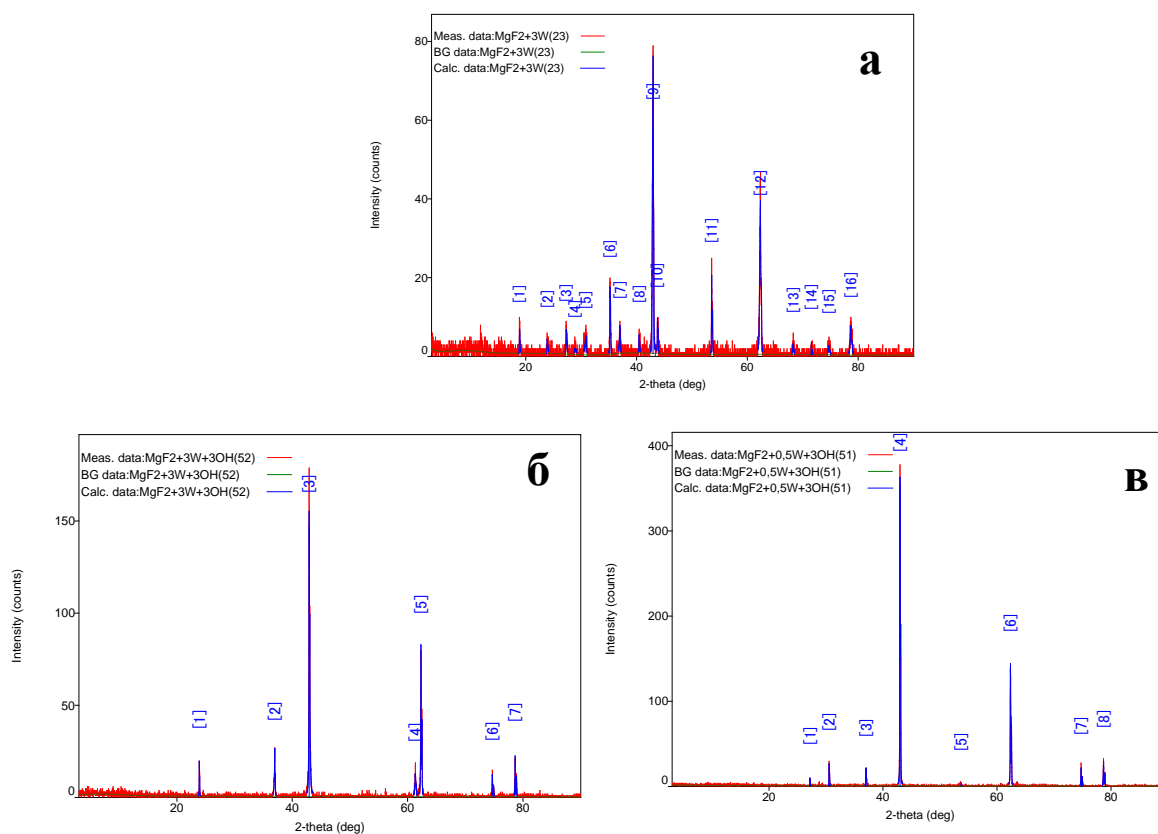 а
Meas. data:MgF2+3W(23)
BG data:MgF2+3W(23)
Calc. data:MgF2+3W(23)
Intensity (counts)
80
60
40
20
0
[1] [2] [3] [4] [5] [6] [7] [8] [9] [10] [11] [12] [13] [14] [15] [16]
20 40 60 80
2-theta (deg)
б
Meas. data:MgF2+3W+3OH(52)
BG data:MgF2+3W+3OH(52)
Calc. data:MgF2+3W+3OH(52)
Intensity (counts)
150
100
50
0
[1] [2] [3] [4] [5] [6] [7]
20 40 60 80
2-theta (deg)
в
Meas. data:MgF2+0,5W+3OH(51)
BG data:MgF2+0,5W+3OH(51)
Calc. data:MgF2+0,5W+3OH(51)
Intensity (counts)
400
300
200
100
0
[1] [2] [3] [4] [5] [6] [7] [8]
20 40 60 80
2-theta (deg)